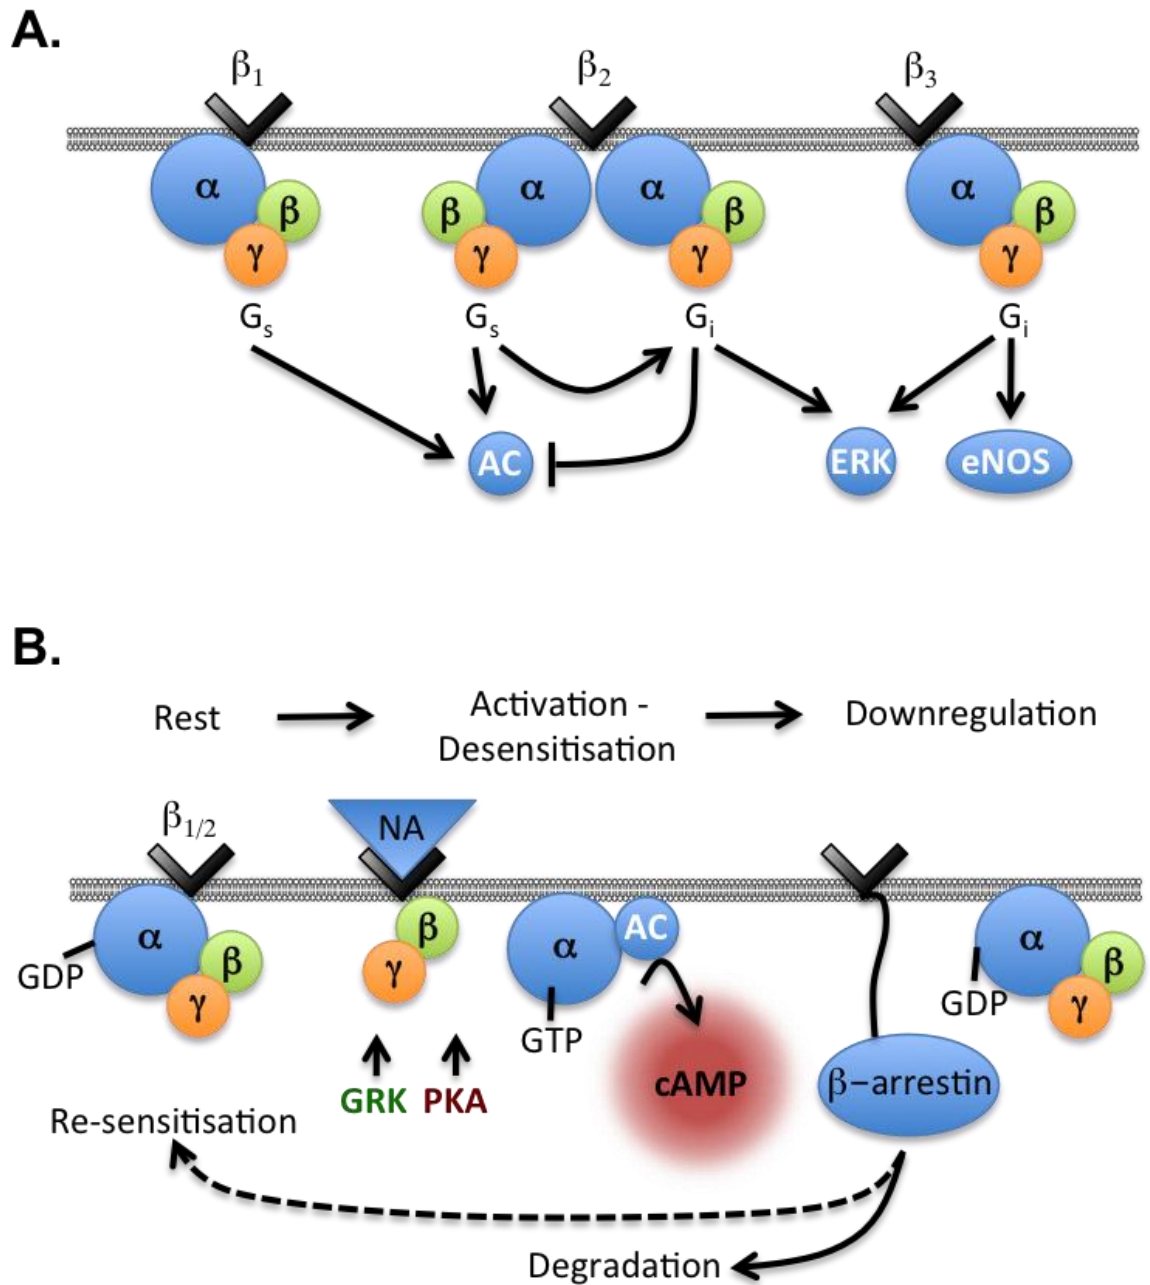 A.
β1
β2
β3
α
β
γ
β
γ
α
α
β
γ
α
β
γ
Gs
Gs
Gi
Gi
AC
ERK
eNOS
B.
Rest
Activation -
Desensitisation
Downregulation
β1/2
NA
α
β
γ
GDP
β
γ
α
AC
GTP
cAMP
α
β
γ
GDP
β−arrestin
GRK
PKA
Re-sensitisation
Degradation